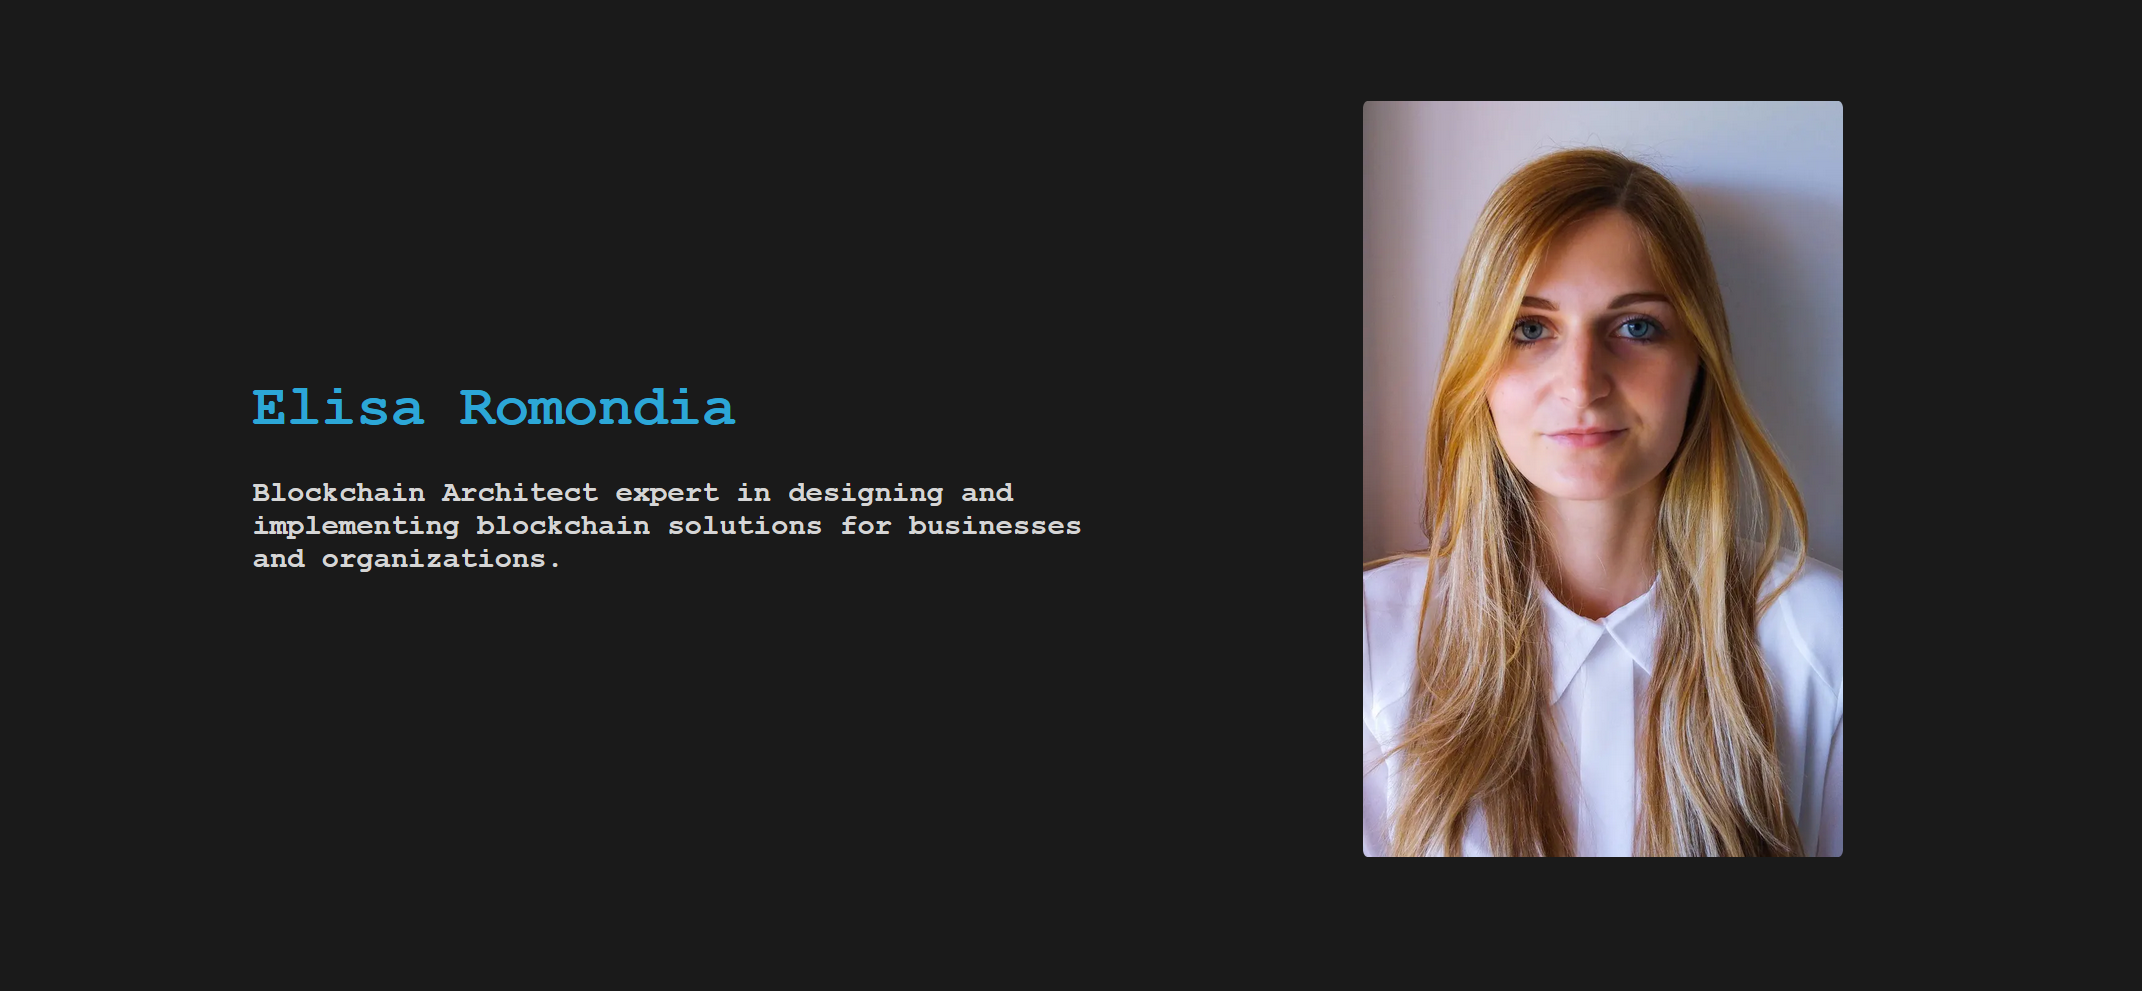 Elisa Romondia
Blockchain Architect expert in designing and
implementing blockchain solutions for businesses
and organizations.